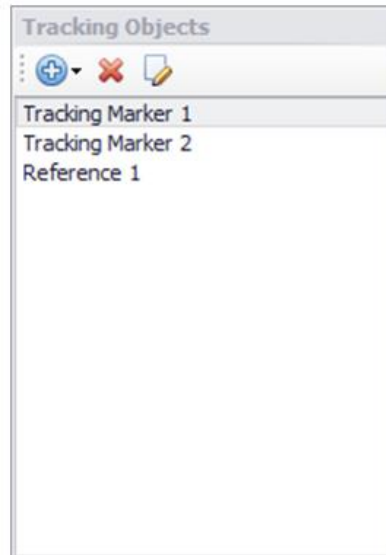 Tracking Objects
Tracking Marker 1
Tracking Marker 2
Reference 1